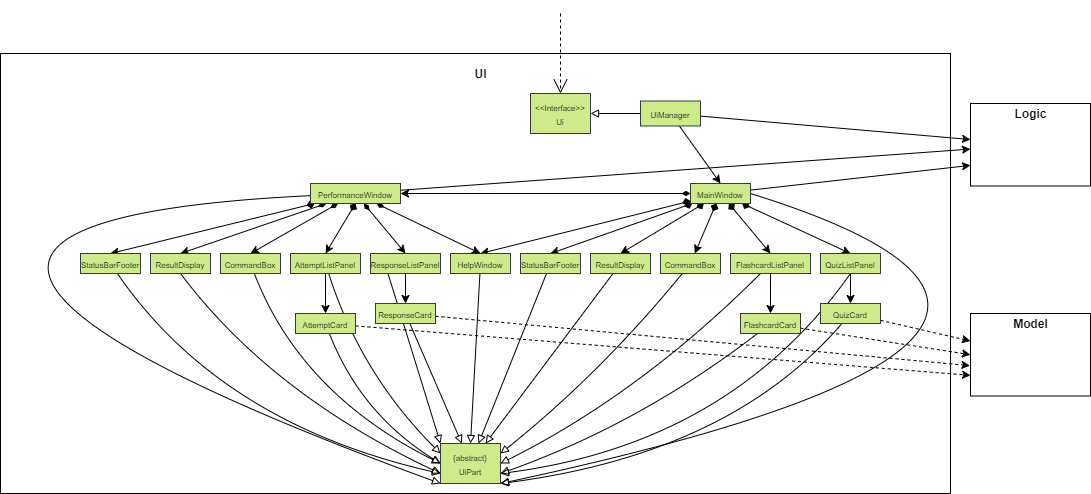 UI
<<Interface>>
Ui
UiManager
Logic
PerformanceWindow
MainWindow
StatusBarFooter
ResultDisplay
CommandBox
AttemptListPanel
ResponseListPanel
HelpWindow
StatusBarFooter
ResultDisplay
CommandBox
FlashcardListPanel
QuizListPanel
AttemptCard
ResponseCard
FlashcardCard
QuizCard
Model
{abstract}
UiPart